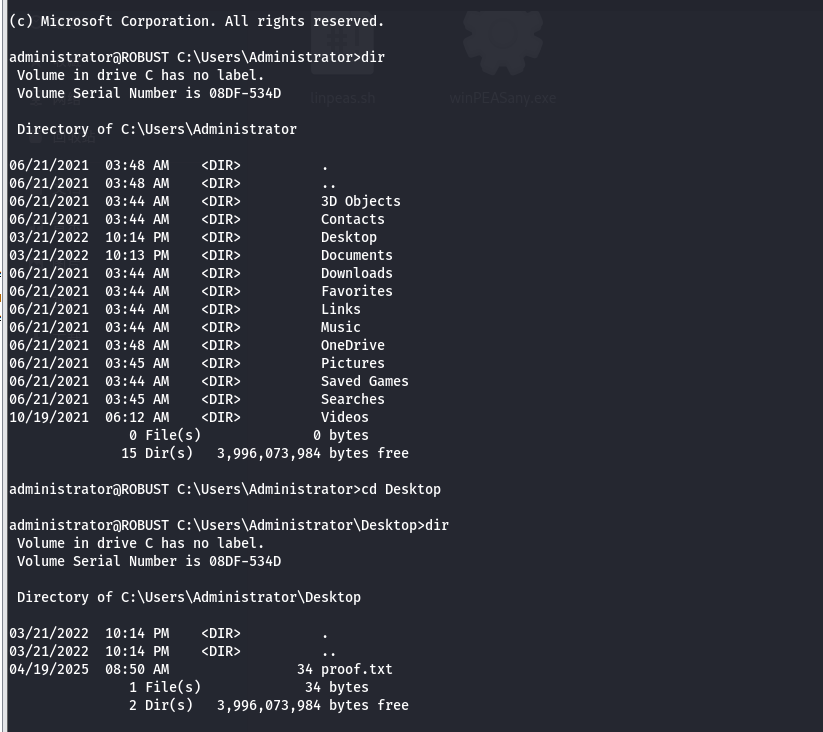 (c) Microsoft Corporation. All rights reserved.
administrator@ROBUST C:\Users\Administrator>dir
Volume in drive C has no label.
Volume Serial Number is 08DF-534D
linpeas.sh winPEASany.exe
Directory of C:\Users\Administrator
06/21/2021 03:48 AM <DIR> .
06/21/2021 03:48 AM <DIR> ..
06/21/2021 03:44 AM <DIR> 3D Objects
06/21/2021 03:44 AM <DIR> Contacts
03/21/2022 10:14 PM <DIR> Desktop
03/21/2022 10:13 PM <DIR> Documents
06/21/2021 03:44 AM <DIR> Downloads
06/21/2021 03:44 AM <DIR> Favorites
06/21/2021 03:44 AM <DIR> Links
06/21/2021 03:44 AM <DIR> Music
06/21/2021 03:48 AM <DIR> OneDrive
06/21/2021 03:45 AM <DIR> Pictures
06/21/2021 03:44 AM <DIR> Saved Games
06/21/2021 03:45 AM <DIR> Searches
10/19/2021 06:12 AM <DIR> Videos
0 File(s) 0 bytes
15 Dir(s) 3,996,073,984 bytes free
administrator@ROBUST C:\Users\Administrator>cd Desktop
administrator@ROBUST C:\Users\Administrator\Desktop>dir
Volume in drive C has no label.
Volume Serial Number is 08DF-534D
Directory of C:\Users\Administrator\Desktop
03/21/2022 10:14 PM <DIR> .
03/21/2022 10:14 PM <DIR> ..
04/19/2025 08:50 AM 34 proof.txt
1 File(s) 34 bytes
2 Dir(s) 3,996,073,984 bytes free